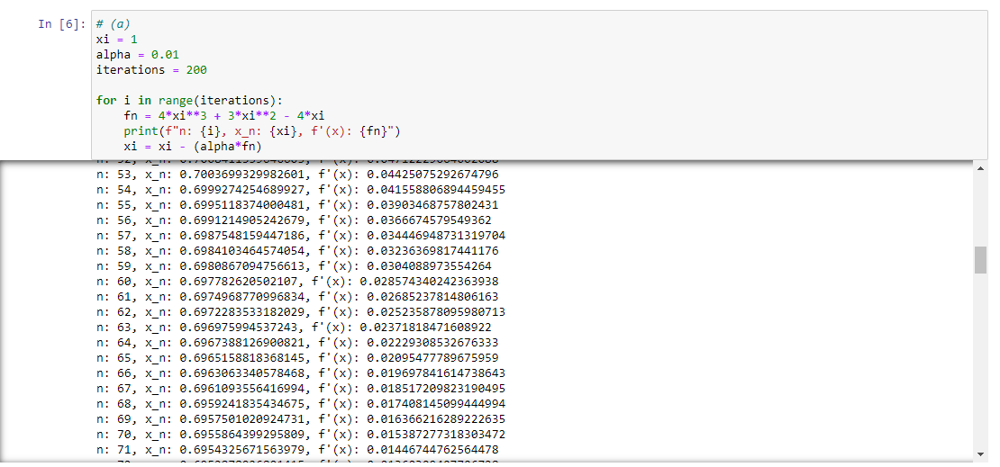 In [6]: # (a)
xi = 1
alpha = 0.01
iterations = 200
for i in range(iterations):
fn = 4*xi**3 + 3*xi**2 - 4*xi
print(f"n: {i}, x_n: {xi}, f'(x): {fn}")
xi = xi - (alpha*fn)
n: 53, x_n: 0.7003699329982601, f'(x): 0.04425075292674796
n: 54, x_n: 0.6999274254689927, f'(x): 0.041558806894459455
n: 55, x_n: 0.6995118374000481, f'(x): 0.03903468757802431
n: 56, x_n: 0.6991214905242679, f'(x): 0.0366674579549362
n: 57, x_n: 0.6987548159447186, f'(x): 0.034446948731319704
n: 58, x_n: 0.6984103464574054, f'(x): 0.03236369817441176
n: 59, x_n: 0.6980867094756613, f'(x): 0.0304088973554264
n: 60, x_n: 0.697782620502107, f'(x): 0.028574340242363938
n: 61, x_n: 0.6974968770996834, f'(x): 0.02685237814806163
n: 62, x_n: 0.6972283533182029, f'(x): 0.025235878095980713
n: 63, x_n: 0.696975994537243, f'(x): 0.02371818471608922
n: 64, x_n: 0.6967388126900821, f'(x): 0.02229308532676333
n: 65, x_n: 0.6965158818368145, f'(x): 0.02095477789675959
n: 66, x_n: 0.6963063340578468, f'(x): 0.019697841614738643
n: 67, x_n: 0.6961093556416994, f'(x): 0.018517209823190495
n: 68, x_n: 0.6959241835434675, f'(x): 0.017408145099444994
n: 69, x_n: 0.6957501020924731, f'(x): 0.016366216289222635
n: 70, x_n: 0.6955864399295809, f'(x): 0.015387277318303472
n: 71, x_n: 0.6954325671563979, f'(x): 0.01446744762564478